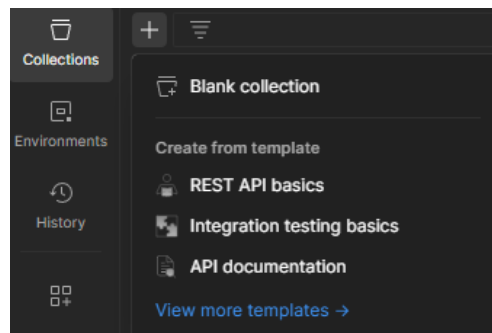 Collections
Environments
History
Blank collection
Create from template
REST API basics
Integration testing basics
API documentation
View more templates →